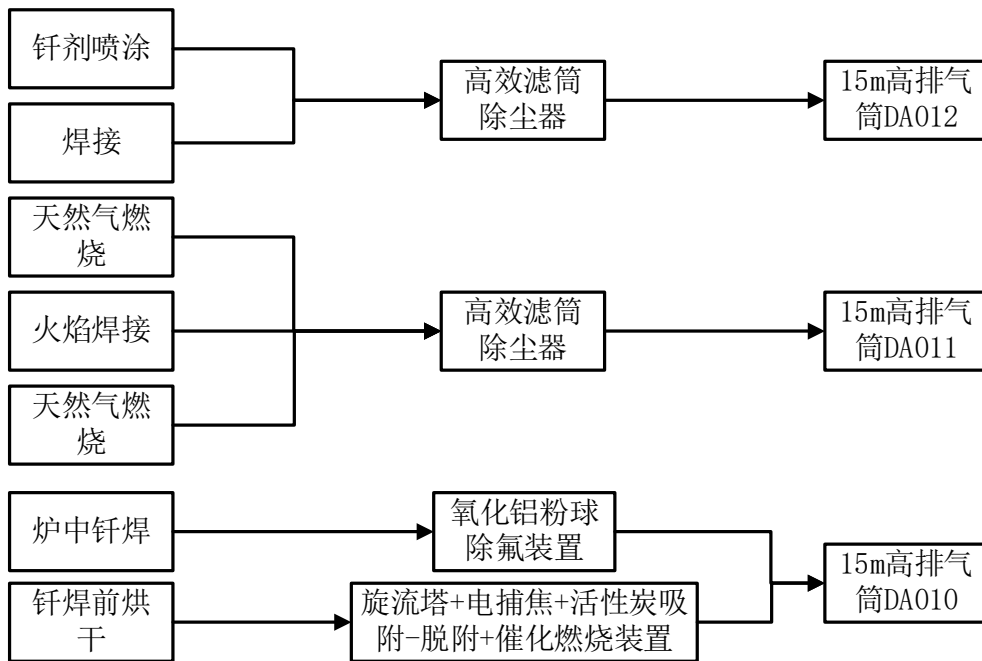 钎剂喷涂
焊接
高效滤筒
除尘器
15m高排气
筒DA012
天然气燃
烧
火焰焊接
天然气燃
烧
高效滤筒
除尘器
15m高排气
筒DA011
炉中钎焊
氧化铝粉球
除氟装置
钎焊前烘
干
旋流塔+电捕焦+活性炭吸
附-脱附+催化燃烧装置
15m高排气
筒DA010